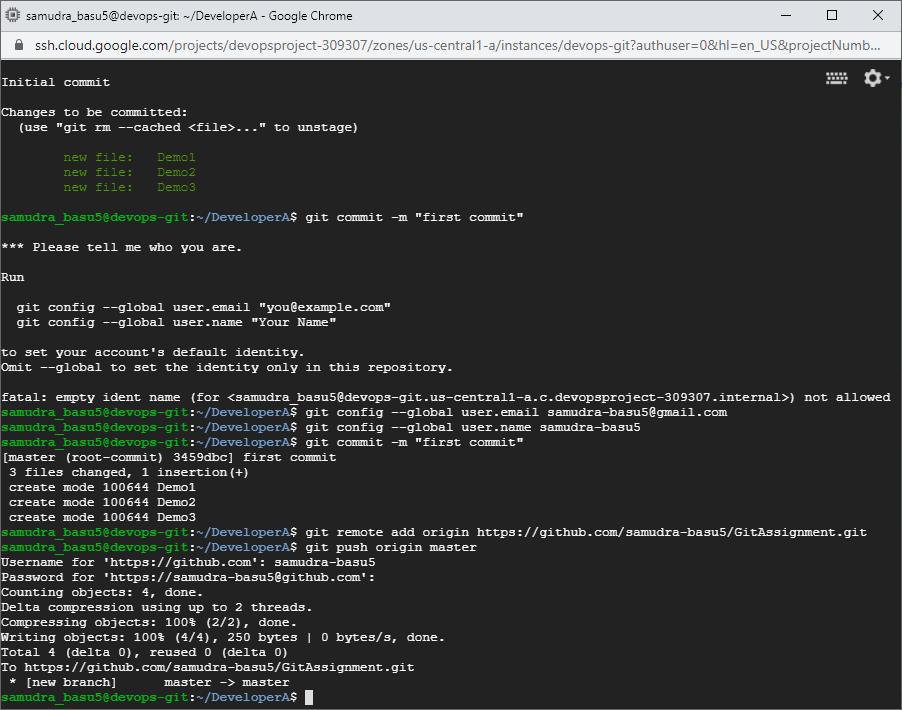 samudra_basu5@devops-git: ~/DeveloperA - Google Chrome
ssh.cloud.google.com/projects/devopsproject-309307/zones/us-central1-a/instances/devops-git?authuser=0&hl=en_US&projectNumb...
Initial commit
Changes to be committed:
  (use "git rm --cached <file>..." to unstage)
        new file:   Demo1
        new file:   Demo2
        new file:   Demo3
samudra_basu5@devops-git:~/DeveloperA$ git commit -m "first commit"
*** Please tell me who you are.
Run
  git config --global user.email "you@example.com"
  git config --global user.name "Your Name"
to set your account's default identity.
Omit --global to set the identity only in this repository.
fatal: empty ident name (for <samudra_basu5@devops-git.us-central1-a.c.devopsproject-309307.internal>) not allowed
samudra_basu5@devops-git:~/DeveloperA$ git config --global user.email samudra-basu5@gmail.com
samudra_basu5@devops-git:~/DeveloperA$ git config --global user.name samudra-basu5
samudra_basu5@devops-git:~/DeveloperA$ git commit -m "first commit"
[master (root-commit) 3459dbc] first commit
 3 files changed, 1 insertion(+)
 create mode 100644 Demo1
 create mode 100644 Demo2
 create mode 100644 Demo3
samudra_basu5@devops-git:~/DeveloperA$ git remote add origin https://github.com/samudra-basu5/GitAssignment.git
samudra_basu5@devops-git:~/DeveloperA$ git push origin master
Username for 'https://github.com': samudra-basu5
Password for 'https://samudra-basu5@github.com':
Counting objects: 4, done.
Delta compression using up to 2 threads.
Compressing objects: 100% (2/2), done.
Writing objects: 100% (4/4), 250 bytes | 0 bytes/s, done.
Total 4 (delta 0), reused 0 (delta 0)
To https://github.com/samudra-basu5/GitAssignment.git
 * [new branch]      master -> master
samudra_basu5@devops-git:~/DeveloperA$